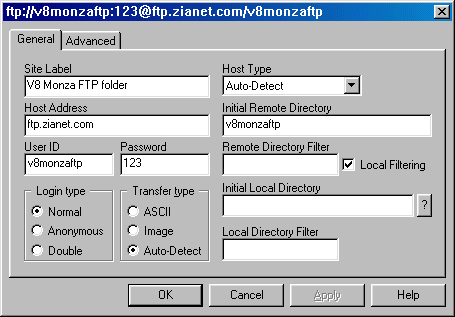 ftp://v8monzaftp:123@ftp.zianet.com/v8monzaftp
General Advanced
Site Label Host Type
V8 Monza FTP folder Auto-Detect
Host Address Initial Remote Directory
ftp.zianet.com v8monzaftp
User ID Password Remote Directory Filter
v8monzaftp 123 Local Filtering
Login type Transfer type Initial Local Directory
Normal ASCII ?
Anonymous Image Local Directory Filter
Double Auto-Detect
OK Cancel Apply Help